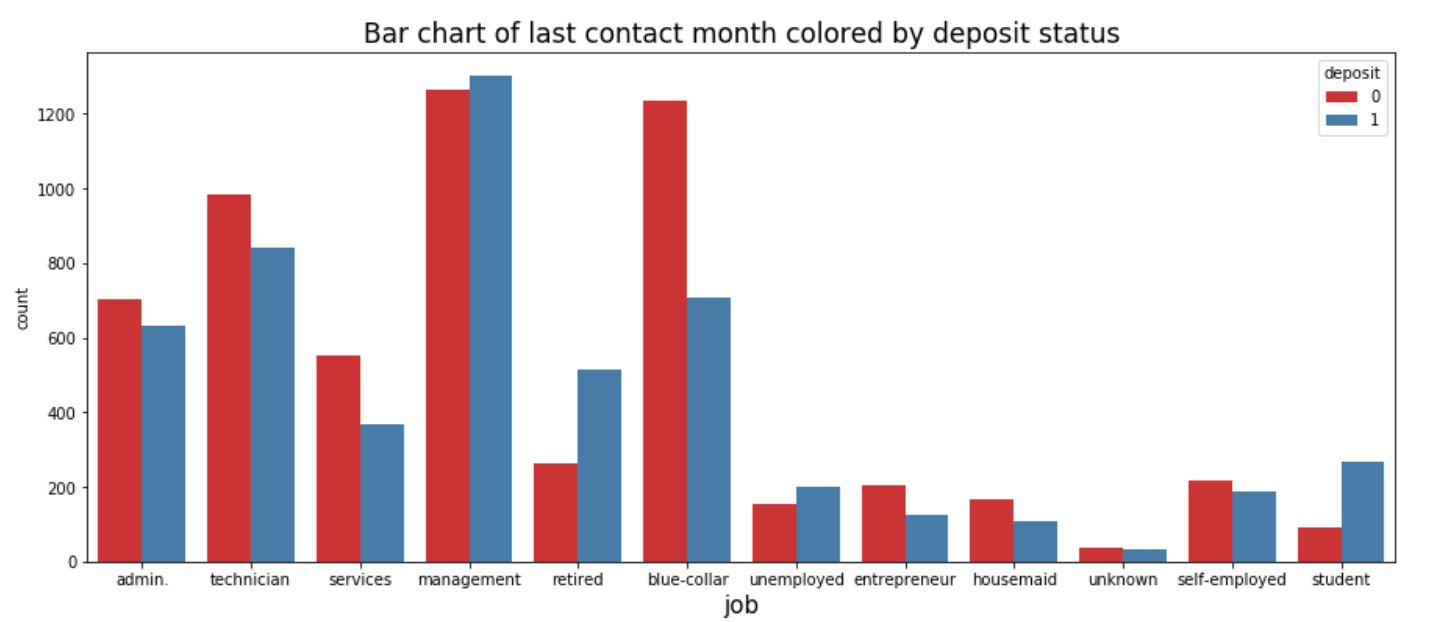 Bar chart of last contact month colored by deposit status
deposit
0
1
count
1200
1000
800
600
400
200
0
admin. technician services management retired blue-collar unemployed entrepreneur housemaid unknown self-employed student
job